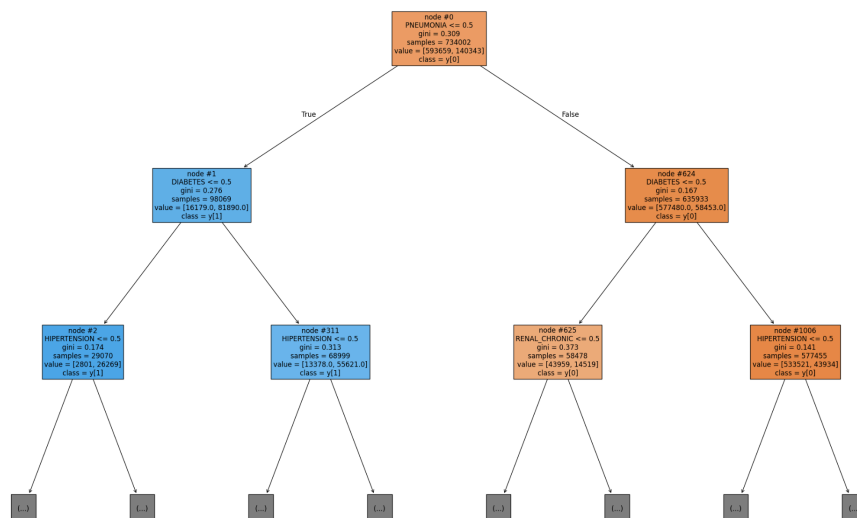 node #0
PNEUMONIA <= 0.5
gini = 0.309
samples = 734002
value = [593659, 140343]
class = y[0]
True
False
node #1
DIABETES <= 0.5
gini = 0.276
samples = 98069
value = [16179.0, 81890.0]
class = y[1]
node #624
DIABETES <= 0.5
gini = 0.167
samples = 635933
value = [577480.0, 58453.0]
class = y[0]
node #2
HIPERTENSION <= 0.5
gini = 0.174
samples = 29070
value = [2801, 26269]
class = y[1]
node #311
HIPERTENSION <= 0.5
gini = 0.313
samples = 68999
value = [13378.0, 55621.0]
class = y[1]
node #625
RENAL_CHRONIC <= 0.5
gini = 0.373
samples = 58478
value = [43959, 14519]
class = y[0]
node #1006
HIPERTENSION <= 0.5
gini = 0.141
samples = 577455
value = [533521, 43934]
class = y[0]
(...)
(...)
(...)
(...)
(...)
(...)
(...)
(...)